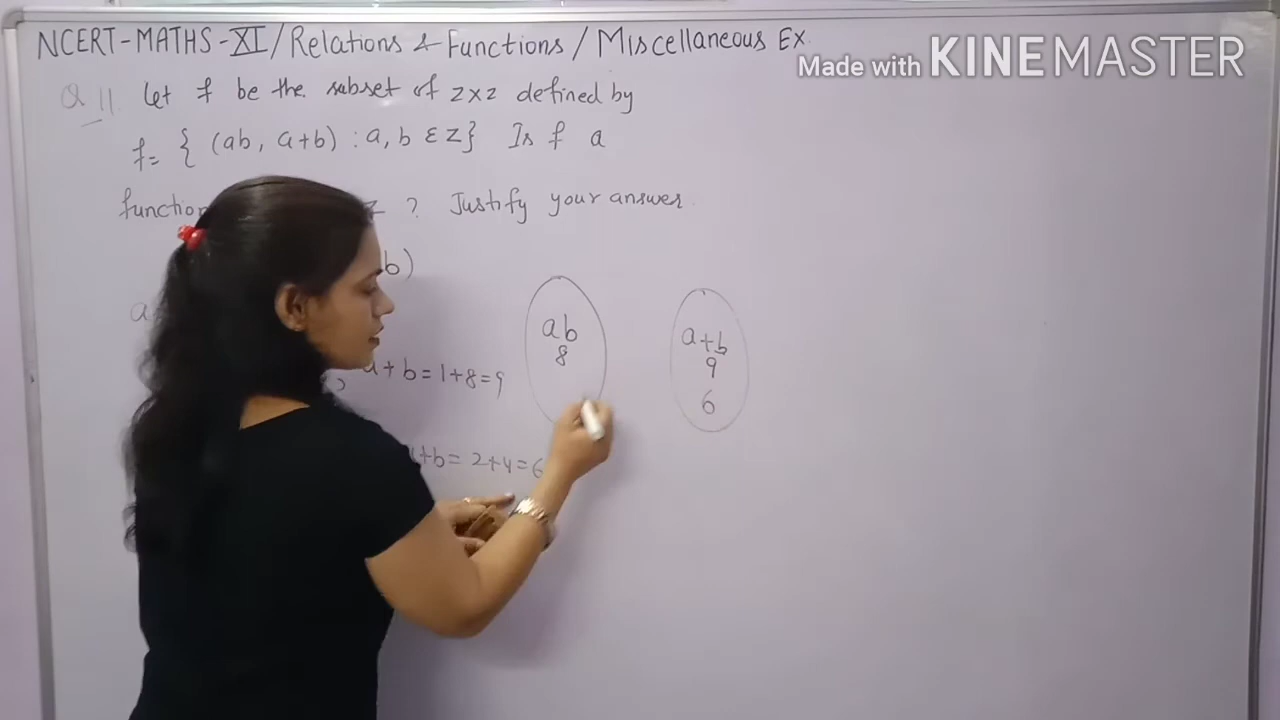 NCERT-MATHS-XI/Relations & Functions/Miscellaneous Ex.
Made with KINEMASTER
Q 11. Let f be the subset of Z×Z defined by
f= { (ab, a+b) : a, b ∈ Z} Is f a
function ? Justify your answer.
b)
a
a+b=1+8=9
a+b= 2+4=6
ab
8
a+b
9
6